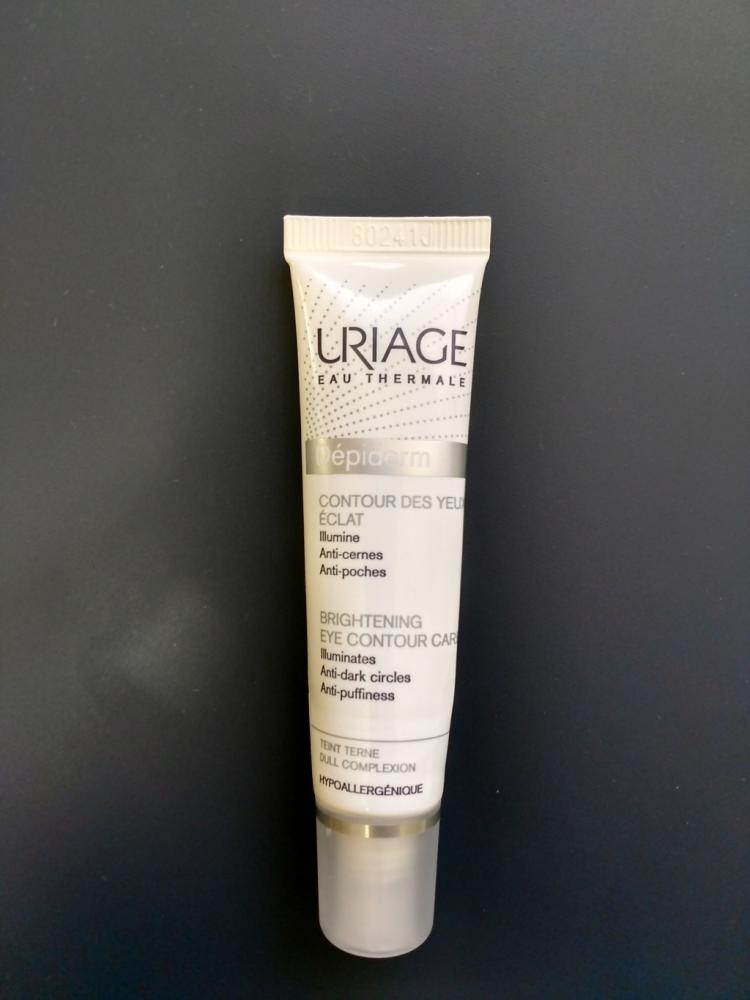 80241J
URIAGE
EAU THERMALE
Dépiderm
CONTOUR DES YEUX
ÉCLAT
Illumine
Anti-cernes
Anti-poches
BRIGHTENING
EYE CONTOUR CARE
Illuminates
Anti-dark circles
Anti-puffiness
TEINT TERNE
DULL COMPLEXION
HYPOALLERGÉNIQUE